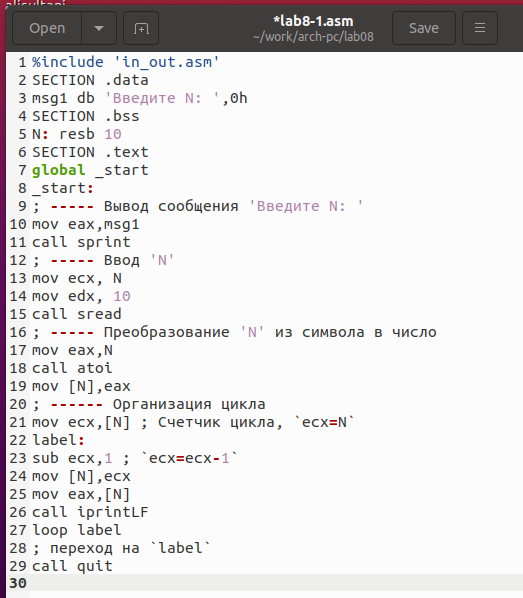 Open
*lab8-1.asm
~/work/arch-pc/lab08
Save
1 %include 'in_out.asm'
2 SECTION .data
3 msg1 db 'Введите N: ',0h
4 SECTION .bss
5 N: resb 10
6 SECTION .text
7 global _start
8 _start:
9 ; ----- Вывод сообщения 'Введите N: '
10 mov eax,msg1
11 call sprint
12 ; ----- Ввод 'N'
13 mov ecx, N
14 mov edx, 10
15 call sread
16 ; ----- Преобразование 'N' из символа в число
17 mov eax,N
18 call atoi
19 mov [N],eax
20 ; ------ Организация цикла
21 mov ecx,[N] ; Счетчик цикла, `ecx=N`
22 label:
23 sub ecx,1 ; `ecx=ecx-1`
24 mov [N],ecx
25 mov eax,[N]
26 call iprintLF
27 loop label
28 ; переход на `label`
29 call quit
30